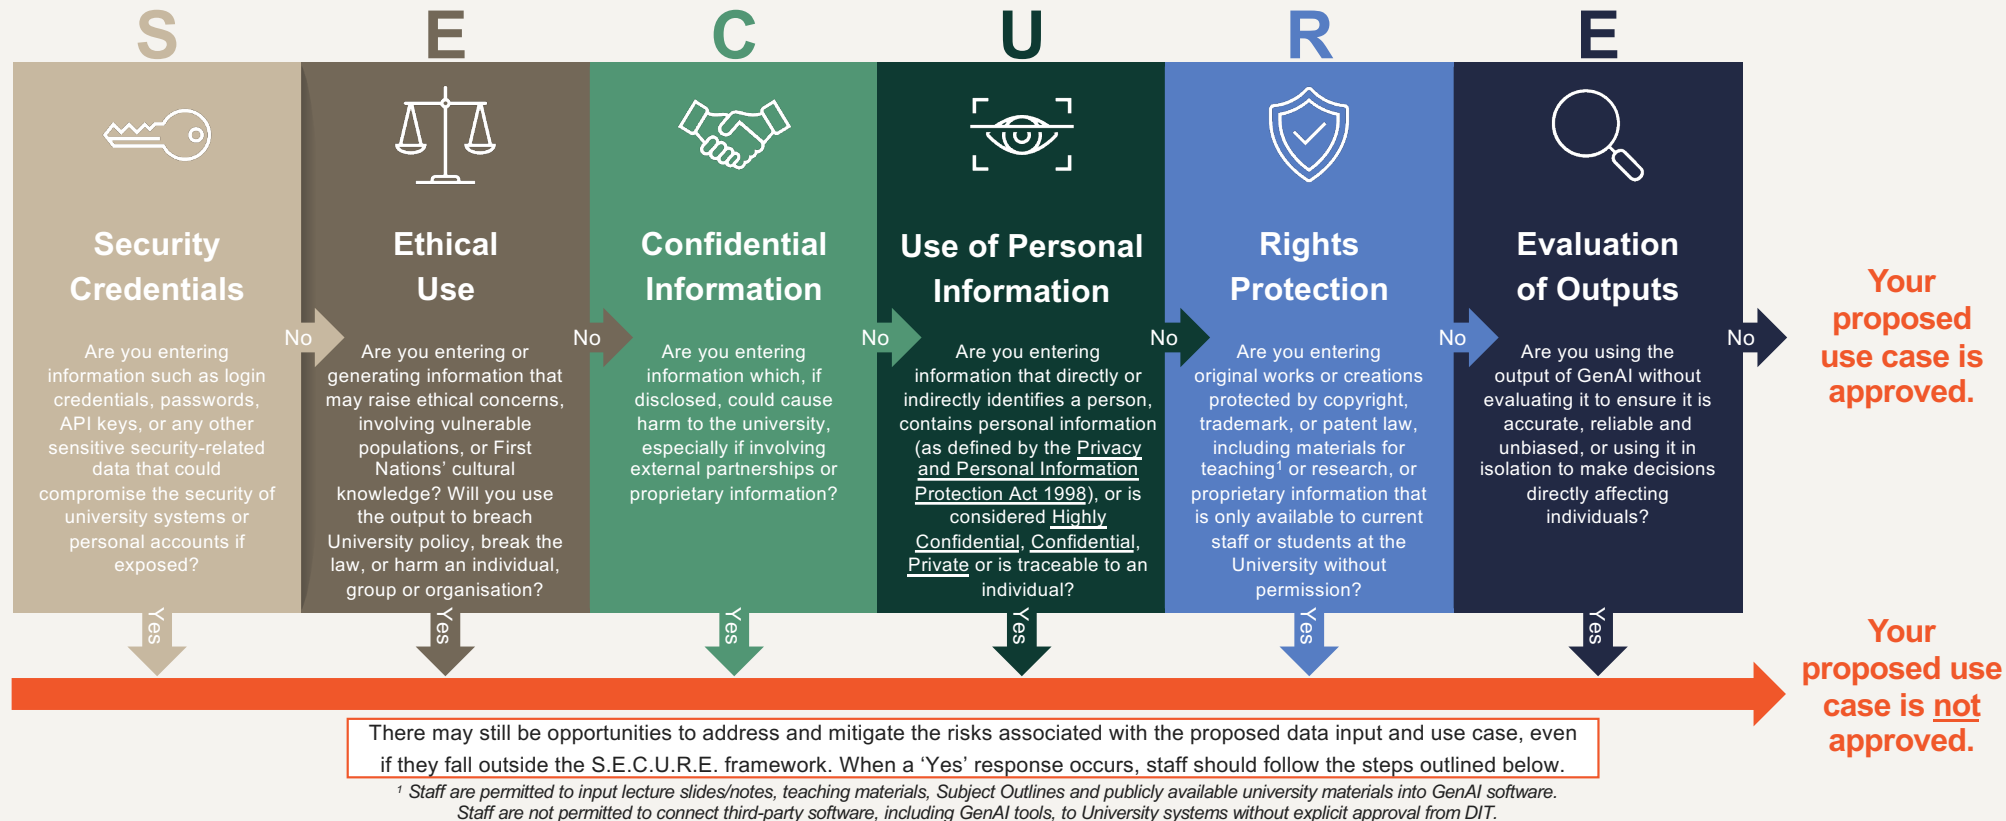 S
E
C
U
R
E
Security
Credentials
Are you entering
information such as login
credentials, passwords,
API keys, or any other
sensitive security-related
data that could
compromise the security of
university systems or
personal accounts if
exposed?
No
Yes
Ethical
Use
Are you entering or
generating information that
may raise ethical concerns,
involving vulnerable
populations, or First
Nations’ cultural
knowledge? Will you use
the output to breach
University policy, break the
law, or harm an individual,
group or organisation?
No
Yes
Confidential
Information
Are you entering
information which, if
disclosed, could cause
harm to the university,
especially if involving
external partnerships or
proprietary information?
No
Yes
Use of Personal
Information
Are you entering
information that directly or
indirectly identifies a person,
contains personal information
(as defined by the Privacy
and Personal Information
Protection Act 1998), or is
considered Highly
Confidential, Confidential,
Private or is traceable to an
individual?
No
Yes
Rights
Protection
Are you entering
original works or creations
protected by copyright,
trademark, or patent law,
including materials for
teaching¹ or research, or
proprietary information that
is only available to current
staff or students at the
University without
permission?
No
Yes
Evaluation
of Outputs
Are you using the
output of GenAI without
evaluating it to ensure it is
accurate, reliable and
unbiased, or using it in
isolation to make decisions
directly affecting
individuals?
No
Yes
Your
proposed
use case is
approved.
Your
proposed use
case is not
approved.
There may still be opportunities to address and mitigate the risks associated with the proposed data input and use case, even
if they fall outside the S.E.C.U.R.E. framework. When a ‘Yes’ response occurs, staff should follow the steps outlined below.
¹ Staff are permitted to input lecture slides/notes, teaching materials, Subject Outlines and publicly available university materials into GenAI software.
Staff are not permitted to connect third-party software, including GenAI tools, to University systems without explicit approval from DIT.